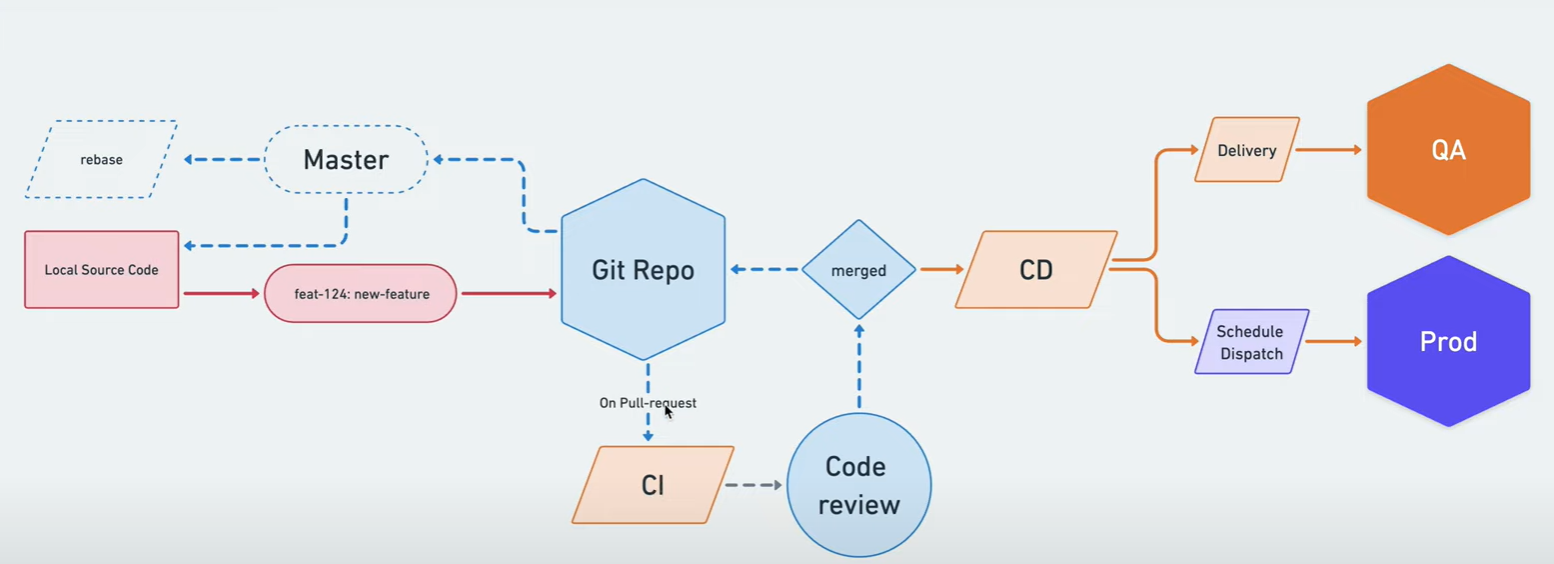 rebase
Master
Local Source Code
feat-124: new-feature
Git Repo
On Pull-request
CI
Code
review
merged
CD
Delivery
QA
Schedule
Dispatch
Prod